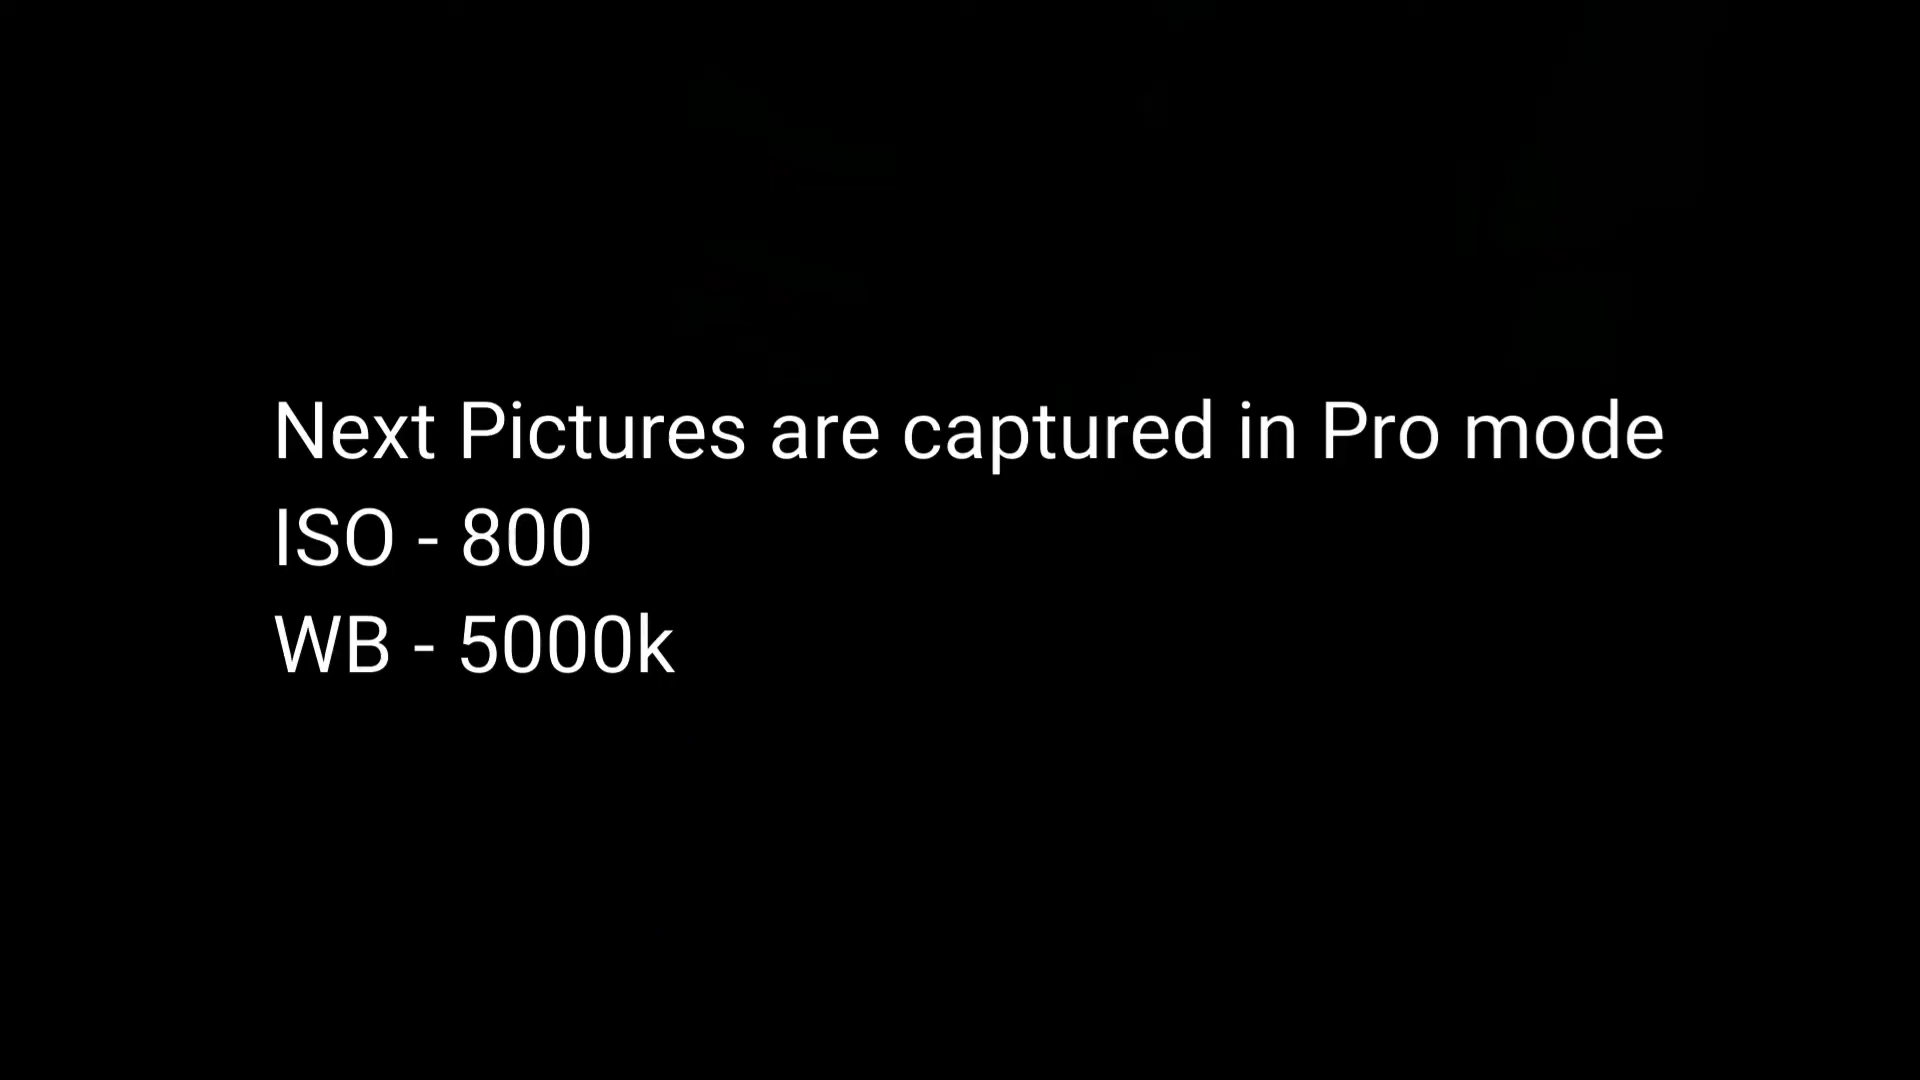 Next Pictures are captured in Pro mode
ISO - 800
WB - 5000k